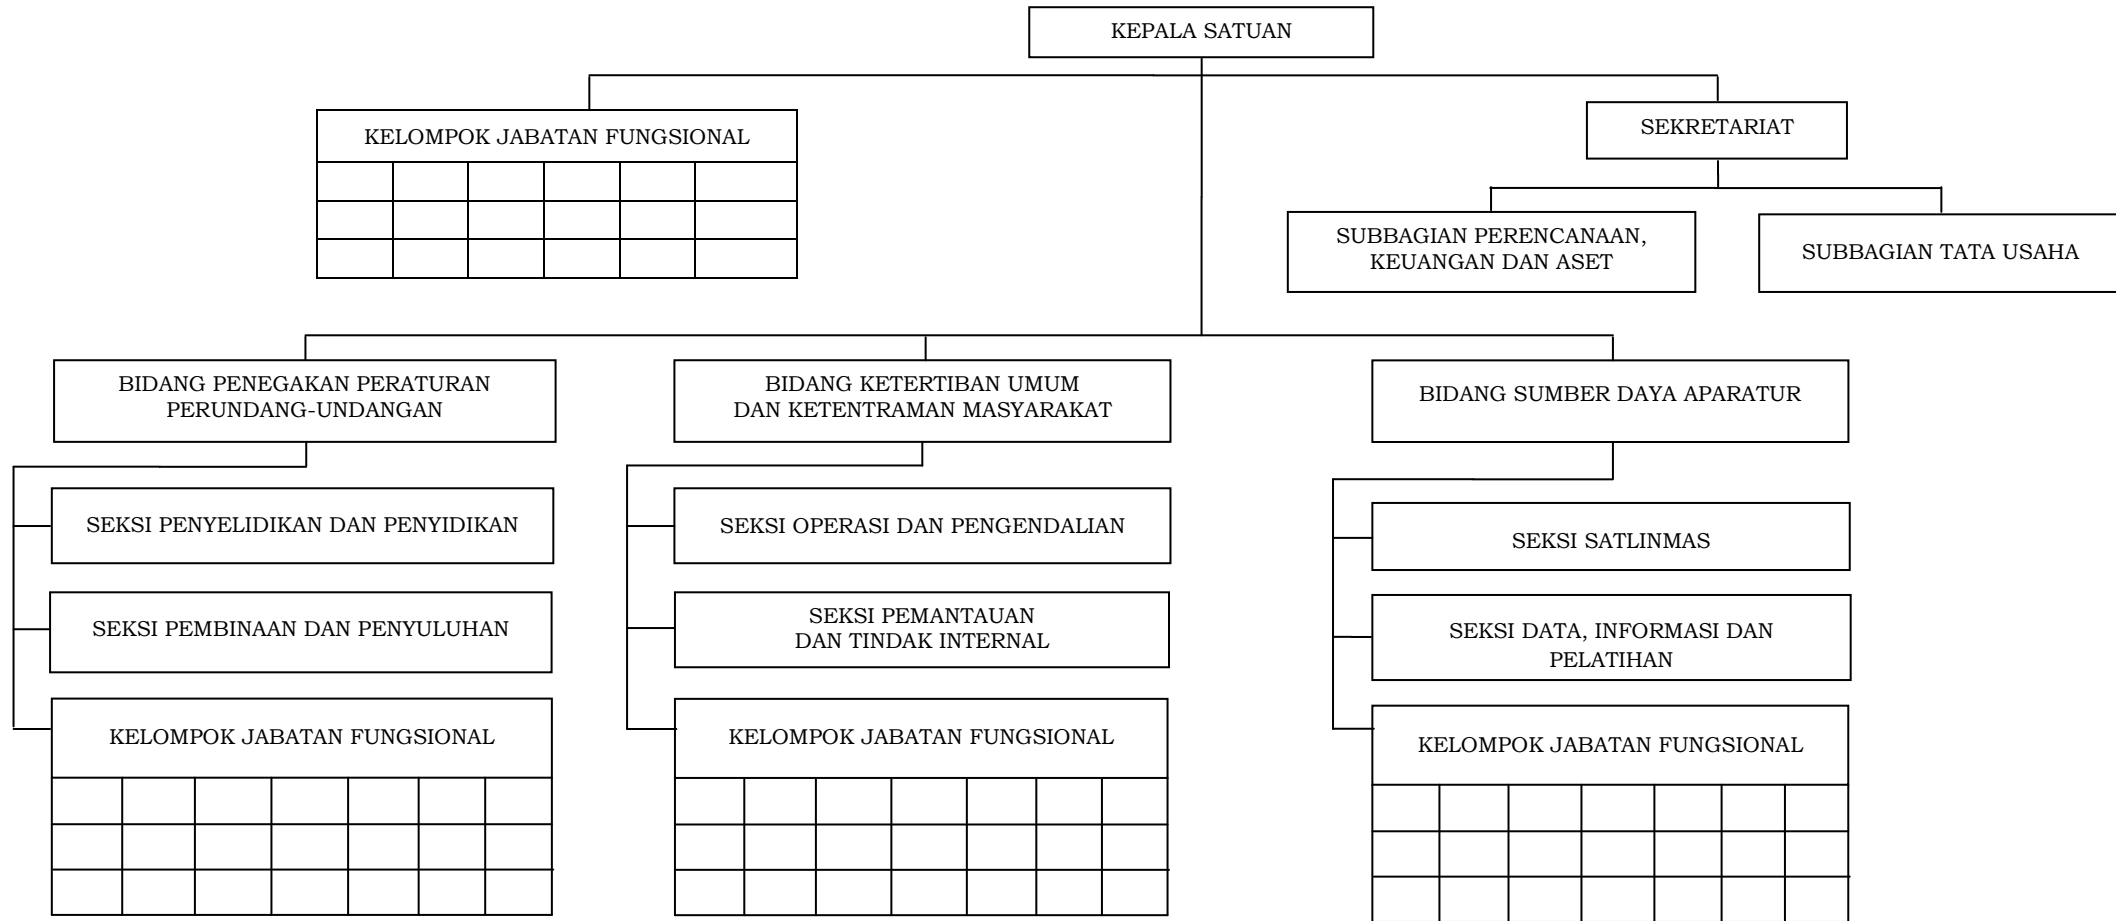 KEPALA SATUAN
KELOMPOK JABATAN FUNGSIONAL
SEKRETARIAT
SUBBAGIAN PERENCANAAN,
KEUANGAN DAN ASET
SUBBAGIAN TATA USAHA
BIDANG PENEGAKAN PERATURAN
PERUNDANG-UNDANGAN
BIDANG KETERTIBAN UMUM
DAN KETENTRAMAN MASYARAKAT
BIDANG SUMBER DAYA APARATUR
SEKSI PENYELIDIKAN DAN PENYIDIKAN
SEKSI OPERASI DAN PENGENDALIAN
SEKSI SATLINMAS
SEKSI PEMBINAAN DAN PENYULUHAN
SEKSI PEMANTAUAN
DAN TINDAK INTERNAL
SEKSI DATA, INFORMASI DAN
PELATIHAN
KELOMPOK JABATAN FUNGSIONAL
KELOMPOK JABATAN FUNGSIONAL
KELOMPOK JABATAN FUNGSIONAL